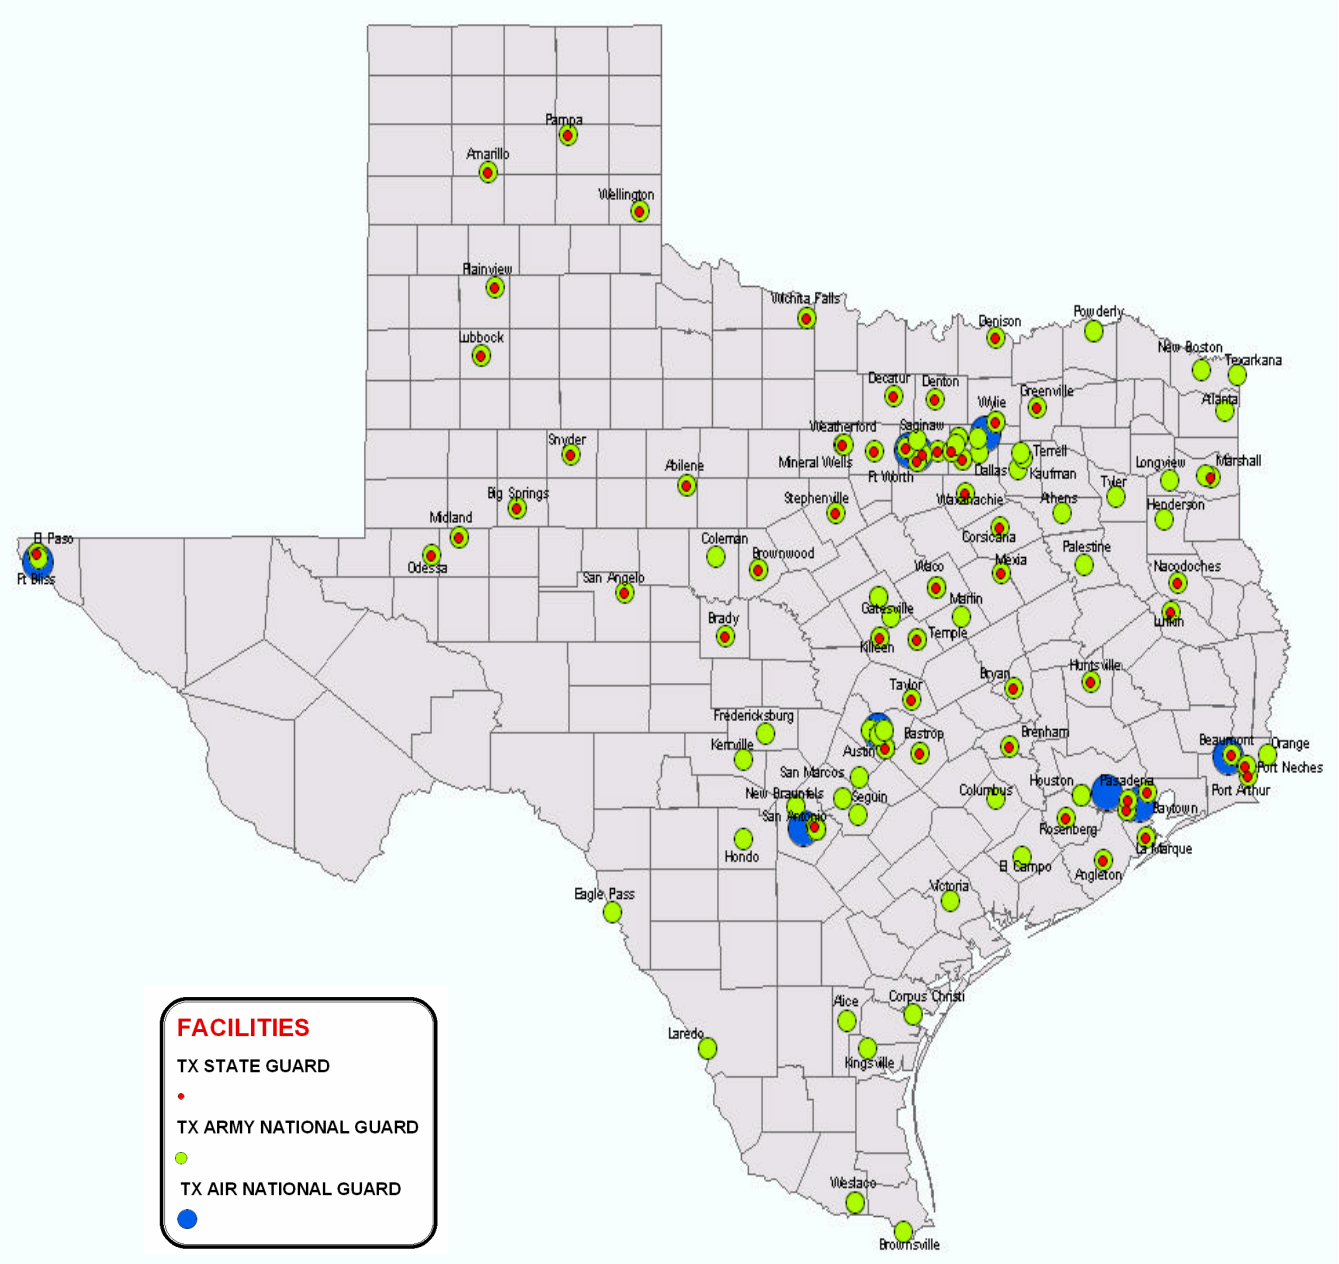 Pampa
Amarillo
Wellington
Plainview
Wichita Falls
Lubbock
Denison
Powderly
New Boston
Texarkana
Decatur
Denton
Greenville
Atlanta
Wylie
Weatherford
Saginaw
Snyder
Mineral Wells
Terrell
Abilene
Ft Worth
Dallas
Kaufman
Longview
Marshall
Big Springs
Stephenville
Waxahachie
Athens
Tyler
Henderson
Midland
El Paso
Coleman
Brownwood
Corsicana
Palestine
Odessa
Ft Bliss
San Angelo
Waco
Mexia
Nacodoches
Gatesville
Marlin
Brady
Killeen
Temple
Lufkin
Taylor
Bryan
Huntsville
Fredericksburg
Kerrville
Austin
Bastrop
Brenham
Beaumont
Orange
San Marcos
Houston
Pasadena
Port Neches
New Braunfels
Seguin
Columbus
Port Arthur
San Antonio
Rosenberg
Baytown
Hondo
La Marque
El Campo
Angleton
Eagle Pass
Victoria
Alice
Corpus Christi
Laredo
Kingsville
Weslaco
Brownsville
FACILITIES
TX STATE GUARD
TX ARMY NATIONAL GUARD
TX AIR NATIONAL GUARD